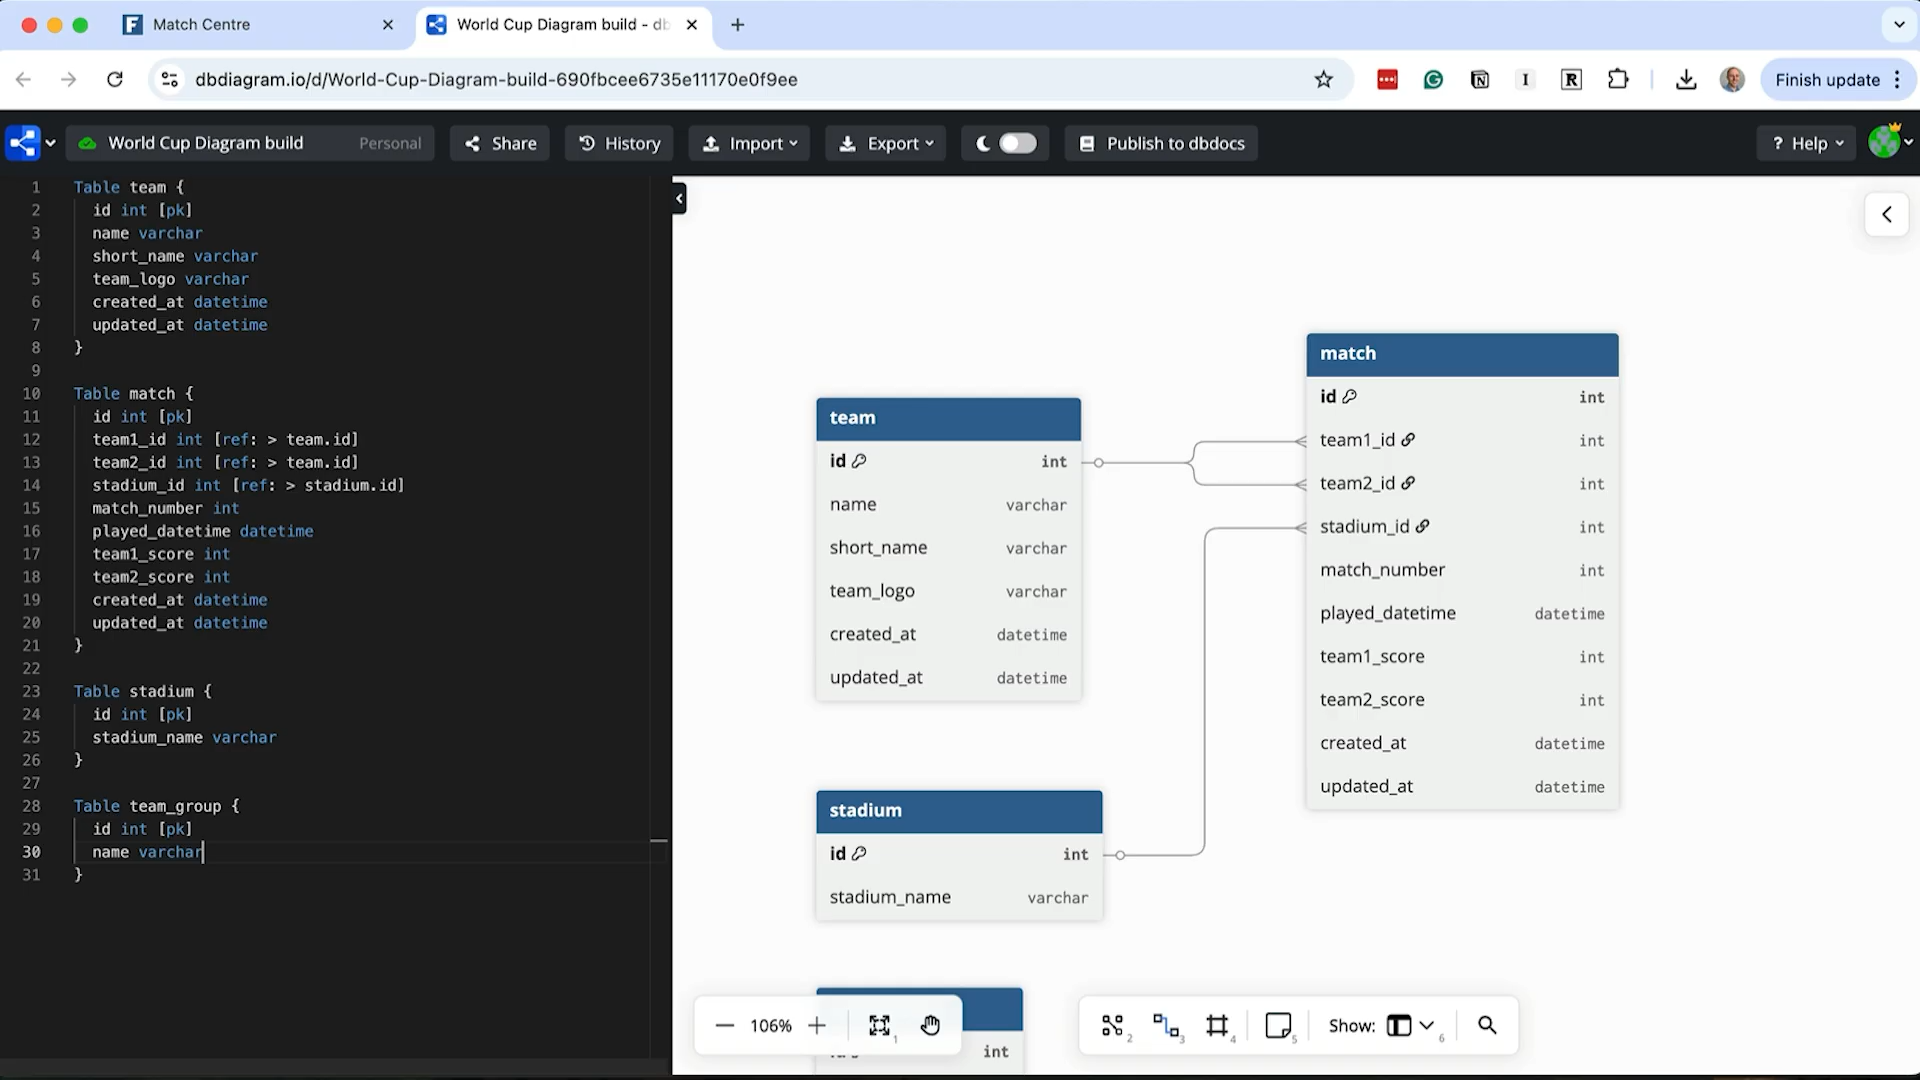 Match Centre
World Cup Diagram build - db
dbdiagram.io/d/World-Cup-Diagram-build-690fbcee6735e11170e0f9ee
Finish update
World Cup Diagram build
Personal
Share
History
Import
Export
Publish to dbdocs
? Help
1 Table team {
2 id int [pk]
3 name varchar
4 short_name varchar
5 team_logo varchar
6 created_at datetime
7 updated_at datetime
8 }
9
10 Table match {
11 id int [pk]
12 team1_id int [ref: > team.id]
13 team2_id int [ref: > team.id]
14 stadium_id int [ref: > stadium.id]
15 match_number int
16 played_datetime datetime
17 team1_score int
18 team2_score int
19 created_at datetime
20 updated_at datetime
21 }
22
23 Table stadium {
24 id int [pk]
25 stadium_name varchar
26 }
27
28 Table team_group {
29 id int [pk]
30 name varchar
31 }
team
id int
name varchar
short_name varchar
team_logo varchar
created_at datetime
updated_at datetime
match
id int
team1_id int
team2_id int
stadium_id int
match_number int
played_datetime datetime
team1_score int
team2_score int
created_at datetime
updated_at datetime
stadium
id int
stadium_name varchar
int
106%
1
2
3
4
5
Show:
6